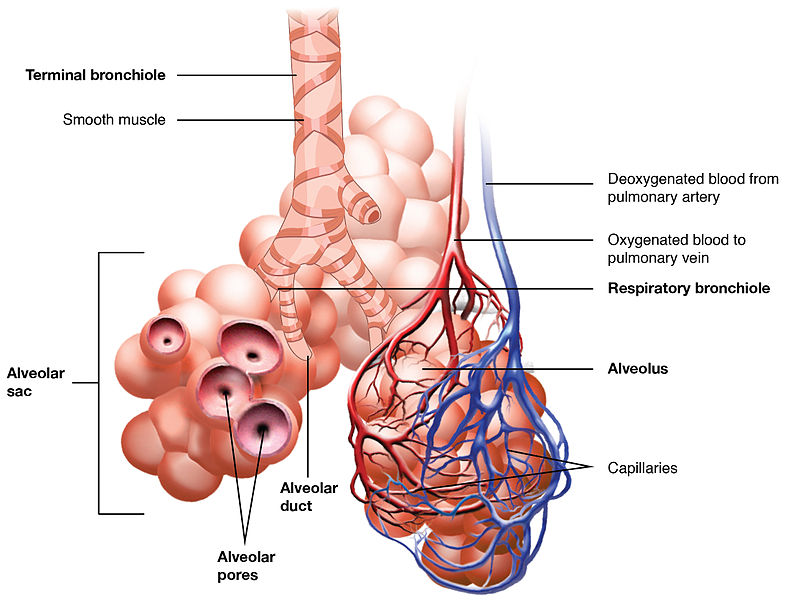 Terminal bronchiole
Smooth muscle
Deoxygenated blood from
pulmonary artery
Oxygenated blood to
pulmonary vein
Respiratory bronchiole
Alveolar
sac
Alveolus
Capillaries
Alveolar
duct
Alveolar
pores